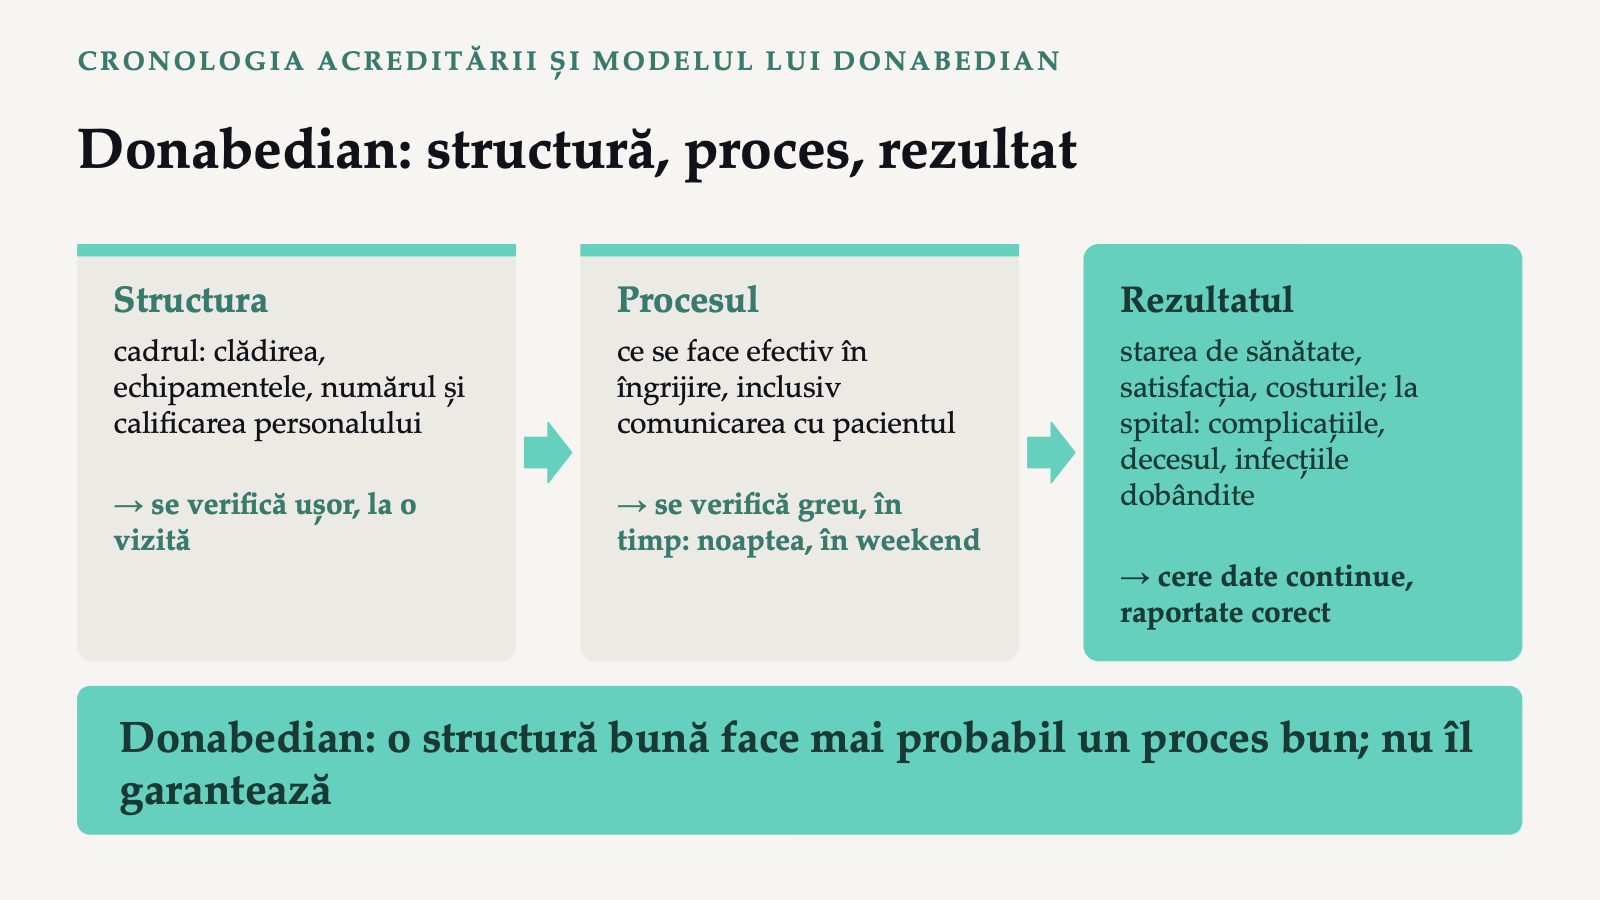 CRONOLOGIA ACREDITĂRII ȘI MODELUL LUI DONABEDIAN
Donabedian: structură, proces, rezultat
Structura
cadrul: clădirea,
echipamentele, numărul și
calificarea personalului
→ se verifică ușor, la o
vizită
Procesul
ce se face efectiv în
îngrijire, inclusiv
comunicarea cu pacientul
→ se verifică greu, în
timp: noaptea, în weekend
Rezultatul
starea de sănătate,
satisfacția, costurile; la
spital: complicațiile,
decesul, infecțiile
dobândite
→ cere date continue,
raportate corect
Donabedian: o structură bună face mai probabil un proces bun; nu îl
garantează